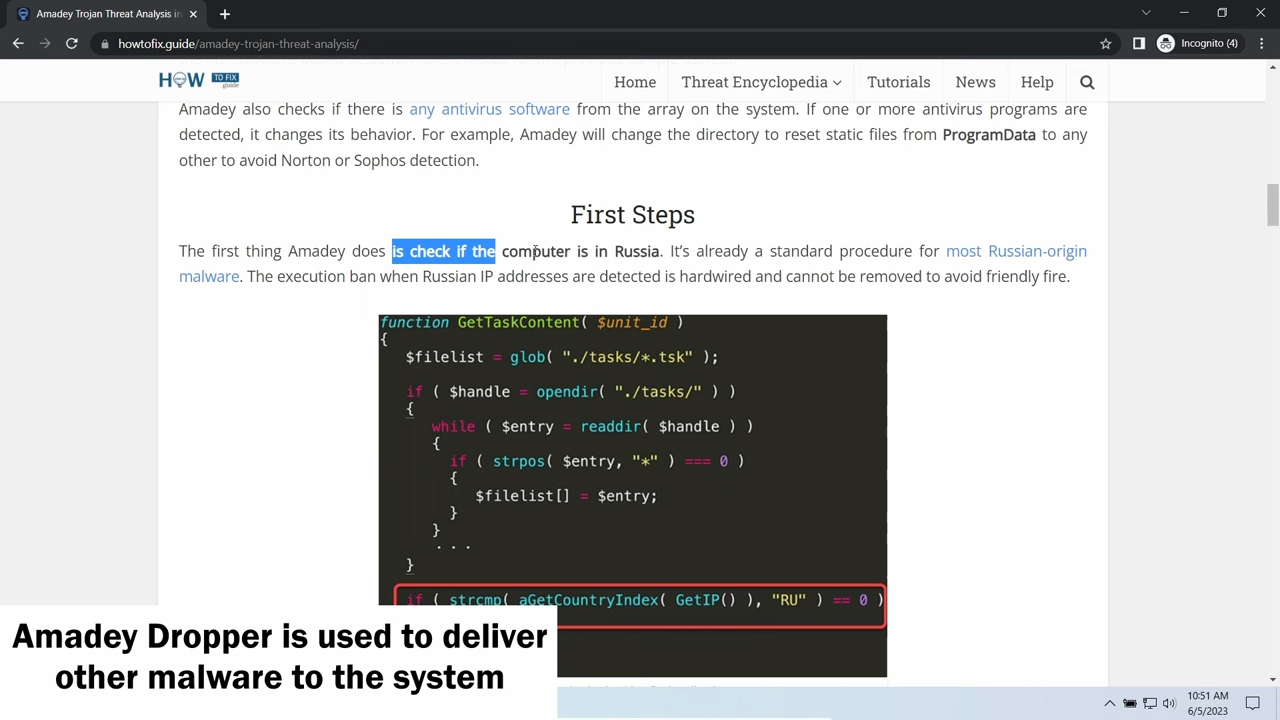 Amadey Trojan Threat Analysis in
howtofix.guide/amadey-trojan-threat-analysis/
Incognito (4)
HOW TO FIX guide
Home
Threat Encyclopedia
Tutorials
News
Help
Amadey also checks if there is any antivirus software from the array on the system. If one or more antivirus programs are
detected, it changes its behavior. For example, Amadey will change the directory to reset static files from ProgramData to any
other to avoid Norton or Sophos detection.
First Steps
The first thing Amadey does is check if the computer is in Russia. It's already a standard procedure for most Russian-origin
malware. The execution ban when Russian IP addresses are detected is hardwired and cannot be removed to avoid friendly fire.
function GetTaskContent( $unit_id )
{
$filelist = glob( "./tasks/*.tsk" );
if ( $handle = opendir( "./tasks/" ) )
{
while ( $entry = readdir( $handle ) )
{
if ( strpos( $entry, "*" ) === 0 )
{
$filelist[] = $entry;
}
}
. . .
}
if ( strcmp( aGetCountryIndex( GetIP() ), "RU" ) == 0 )
Amadey Dropper is used to deliver
other malware to the system
10:51 AM
6/5/2023